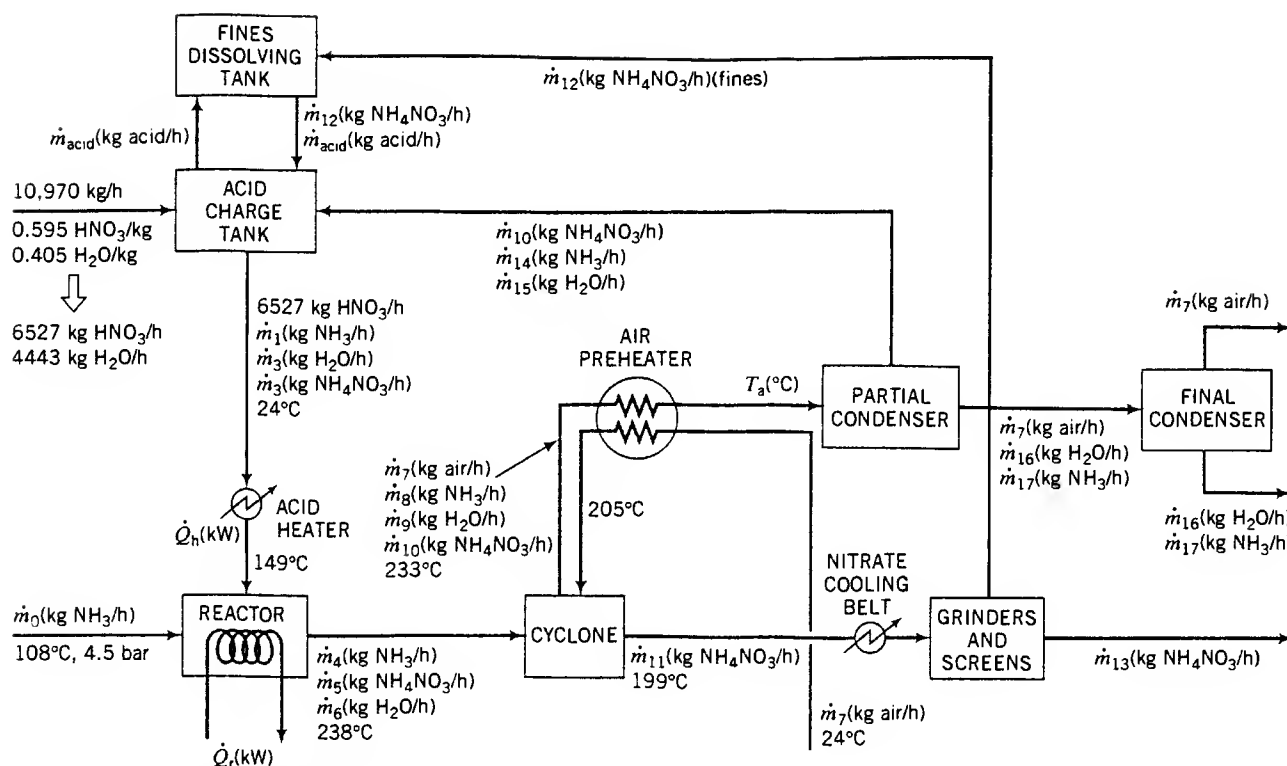 FINES
DISSOLVING
TANK
ṁ12(kg NH4NO3/h)(fines)
ṁacid(kg acid/h)
ṁ12(kg NH4NO3/h)
ṁacid(kg acid/h)
10,970 kg/h
0.595 HNO3/kg
0.405 H2O/kg
6527 kg HNO3/h
4443 kg H2O/h
ACID
CHARGE
TANK
ṁ10(kg NH4NO3/h)
ṁ14(kg NH3/h)
ṁ15(kg H2O/h)
6527 kg HNO3/h
ṁ1(kg NH3/h)
ṁ3(kg H2O/h)
ṁ3(kg NH4NO3/h)
24°C
AIR
PREHEATER
Ta(°C)
PARTIAL
CONDENSER
ṁ7(kg air/h)
FINAL
CONDENSER
ṁ7(kg air/h)
ṁ16(kg H2O/h)
ṁ17(kg NH3/h)
ṁ16(kg H2O/h)
ṁ17(kg NH3/h
ṁ7(kg air/h)
ṁ8(kg NH3/h)
ṁ9(kg H2O/h)
ṁ10(kg NH4NO3/h)
233°C
205°C
Q̇h(kW)
ACID
HEATER
149°C
NITRATE
COOLING
BELT
ṁ0(kg NH3/h)
108°C, 4.5 bar
REACTOR
ṁ4(kg NH3/h)
ṁ5(kg NH4NO3/h)
ṁ6(kg H2O/h)
238°C
CYCLONE
ṁ11(kg NH4NO3/h)
199°C
GRINDERS
AND
SCREENS
ṁ13(kg NH4NO3/h)
ṁ7(kg air/h)
24°C
Q̇r(kW)